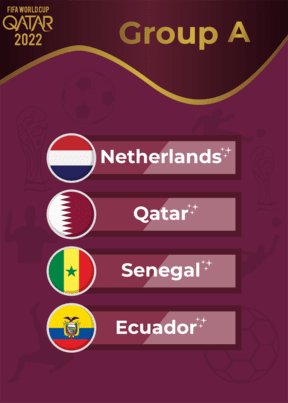 FIFA WORLD CUP
QATAR
2022
Group A
Netherlands
Qatar
Senegal
Ecuador